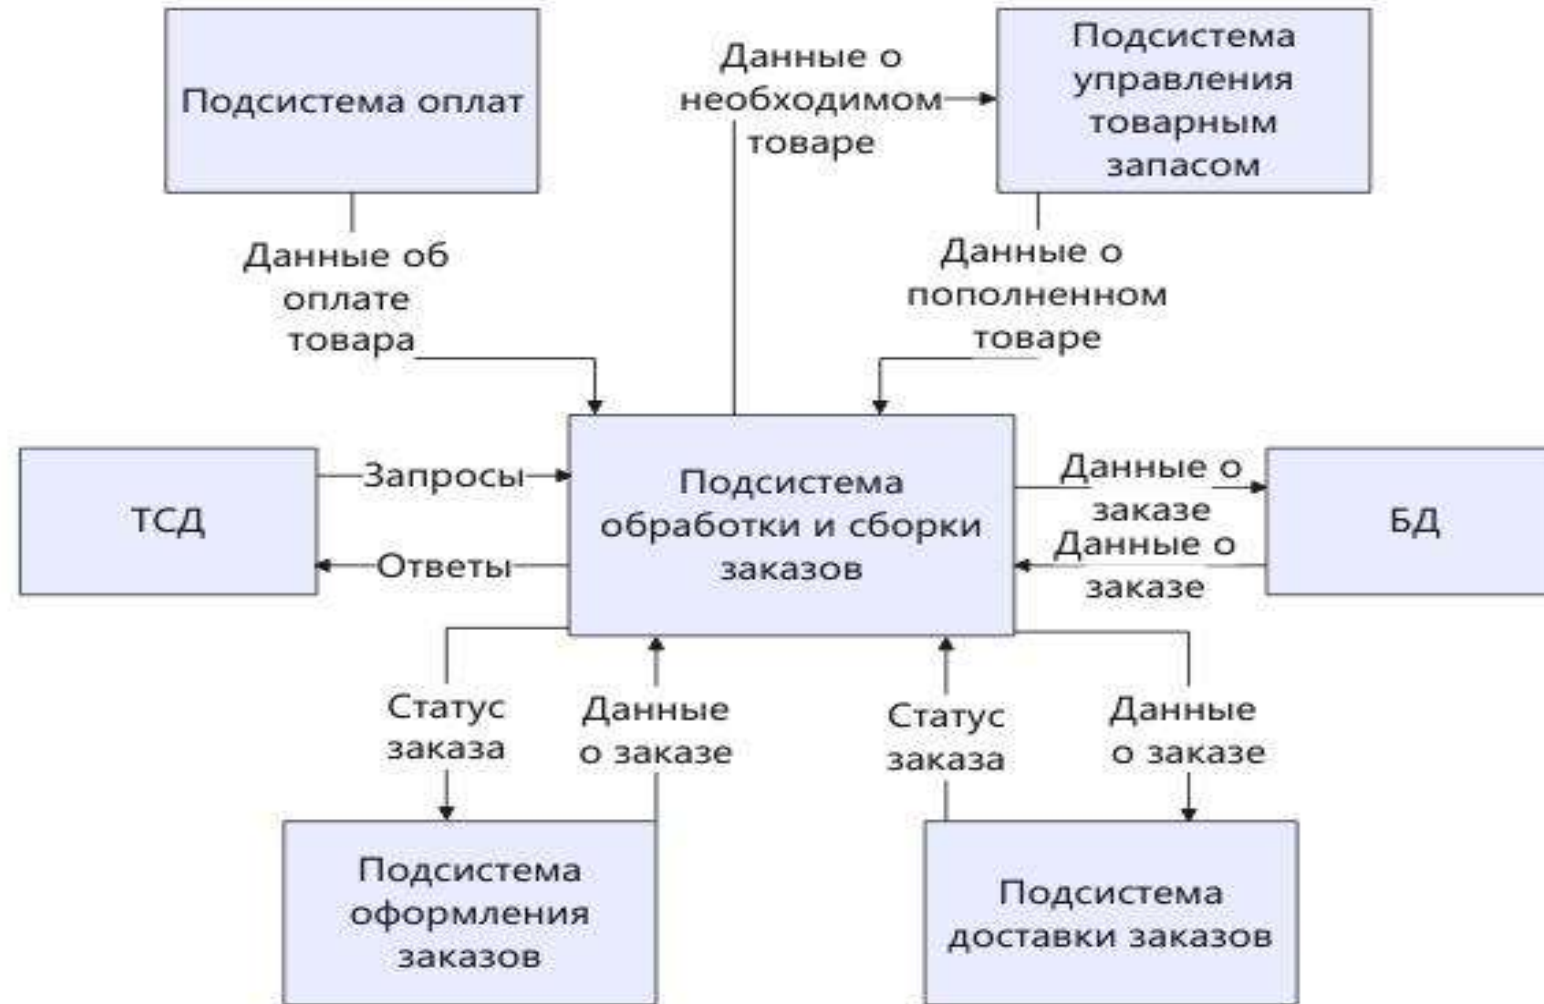 Подсистема оплат
Данные о
необходимом
товаре
Подсистема
управления
товарным
запасом
Данные об
оплате
товара
Данные о
пополненном
товаре
ТСД
Запросы
Ответы
Подсистема
обработки и сборки
заказов
Данные о
заказе
Данные о
заказе
БД
Статус
заказа
Данные
о заказе
Статус
заказа
Данные
о заказе
Подсистема
оформления
заказов
Подсистема
доставки заказов